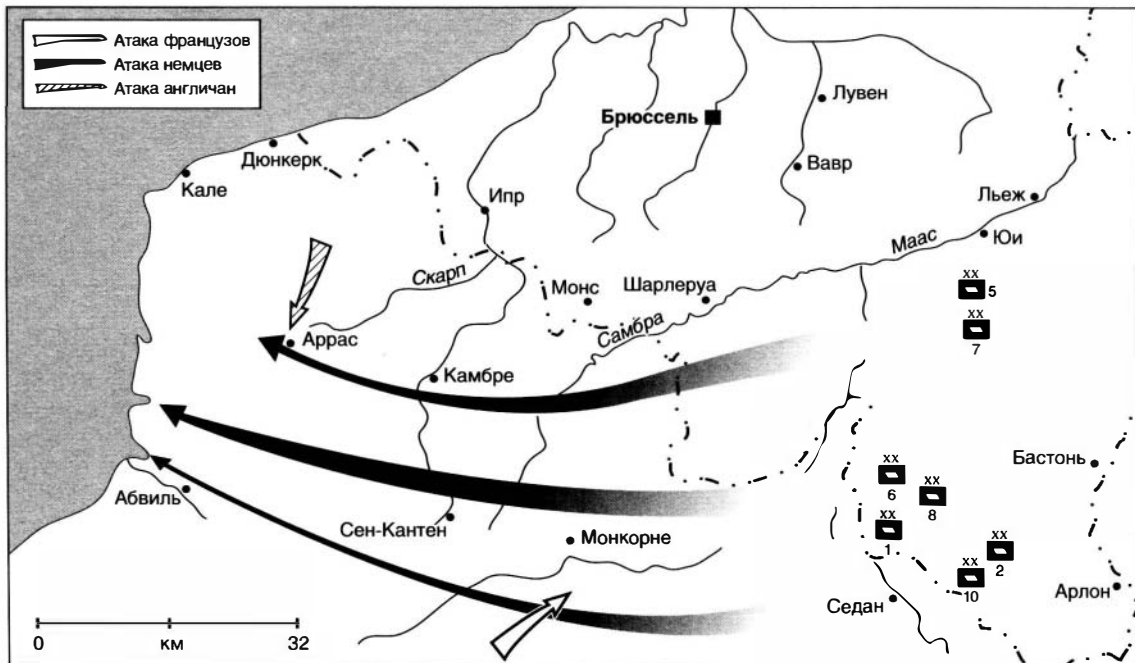 Атака французов
Атака немцев
Атака англичан
Лувен
Брюссель
Дюнкерк
Кале
Вавр
Ипр
Льеж
Юи
Маас
Скарп
Монс
Шарлеруа
Самбра
xx
5
xx
7
Аррас
Камбре
Бастонь
xx
6
xx
8
Абвиль
Сен-Кантен
Монкорне
xx
1
xx
2
xx
10
Седан
Арлон
0 32
км